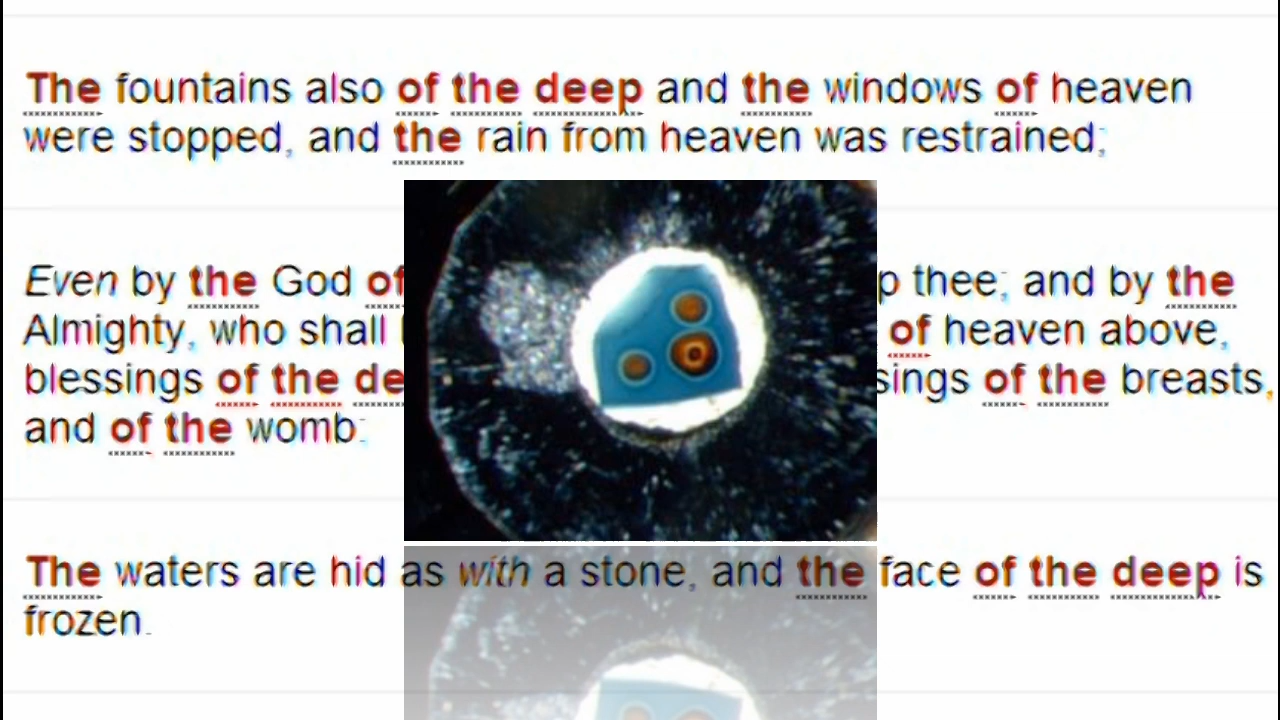 The fountains also of the deep and the windows of heaven
were stopped, and the rain from heaven was restrained;
Even by the God of thee; and by the
Almighty, who shall of heaven above,
blessings of the de sings of the breasts,
and of the womb:
The waters are hid as with a stone, and the face of the deep is
frozen.